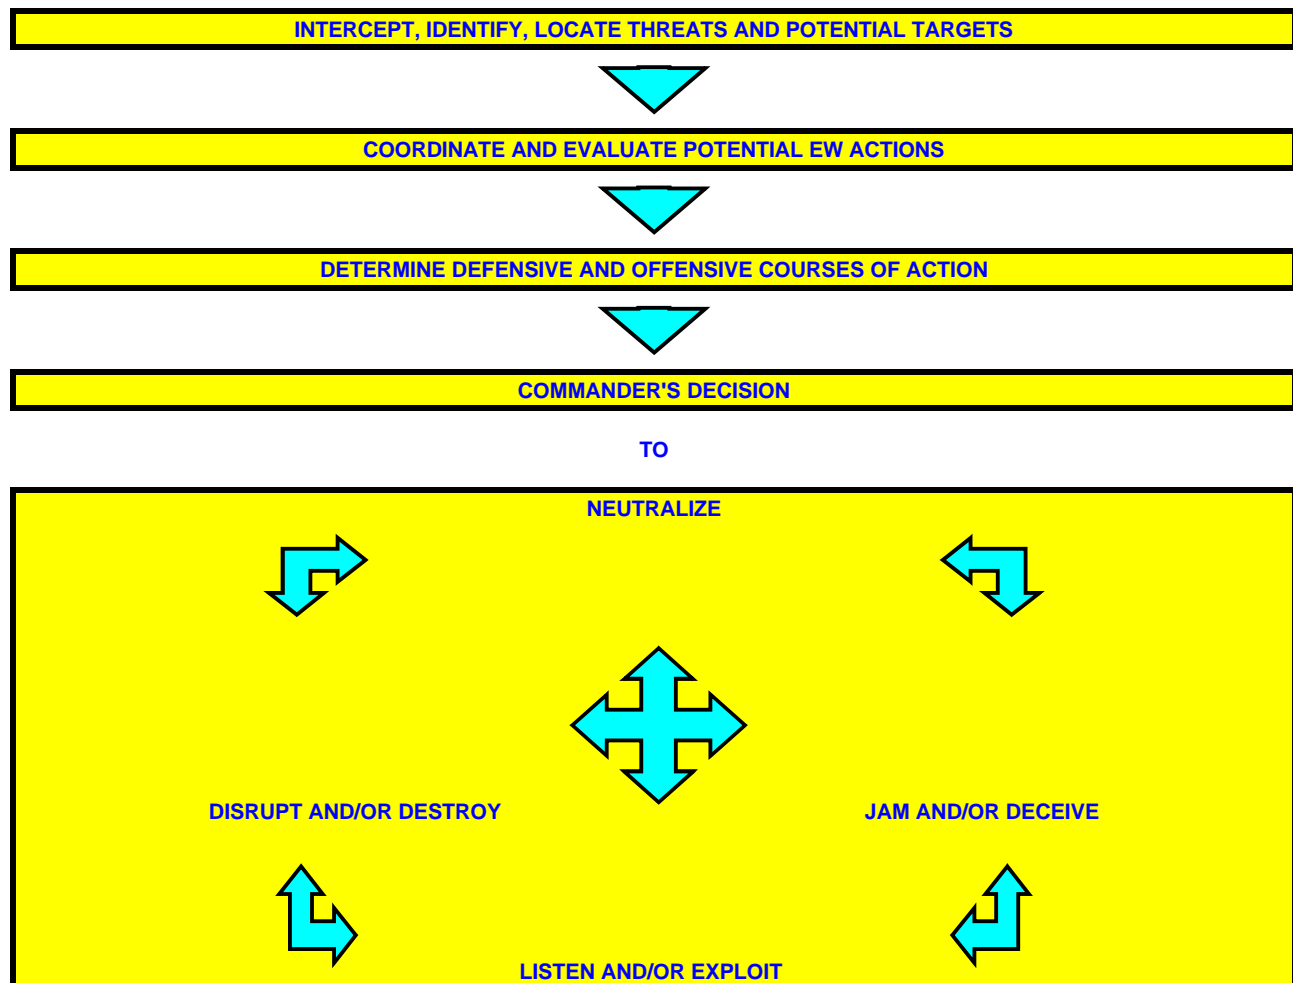 INTERCEPT, IDENTIFY, LOCATE THREATS AND POTENTIAL TARGETS
COORDINATE AND EVALUATE POTENTIAL EW ACTIONS
DETERMINE DEFENSIVE AND OFFENSIVE COURSES OF ACTION
COMMANDER'S DECISION
TO
NEUTRALIZE
DISRUPT AND/OR DESTROY
JAM AND/OR DECEIVE
LISTEN AND/OR EXPLOIT